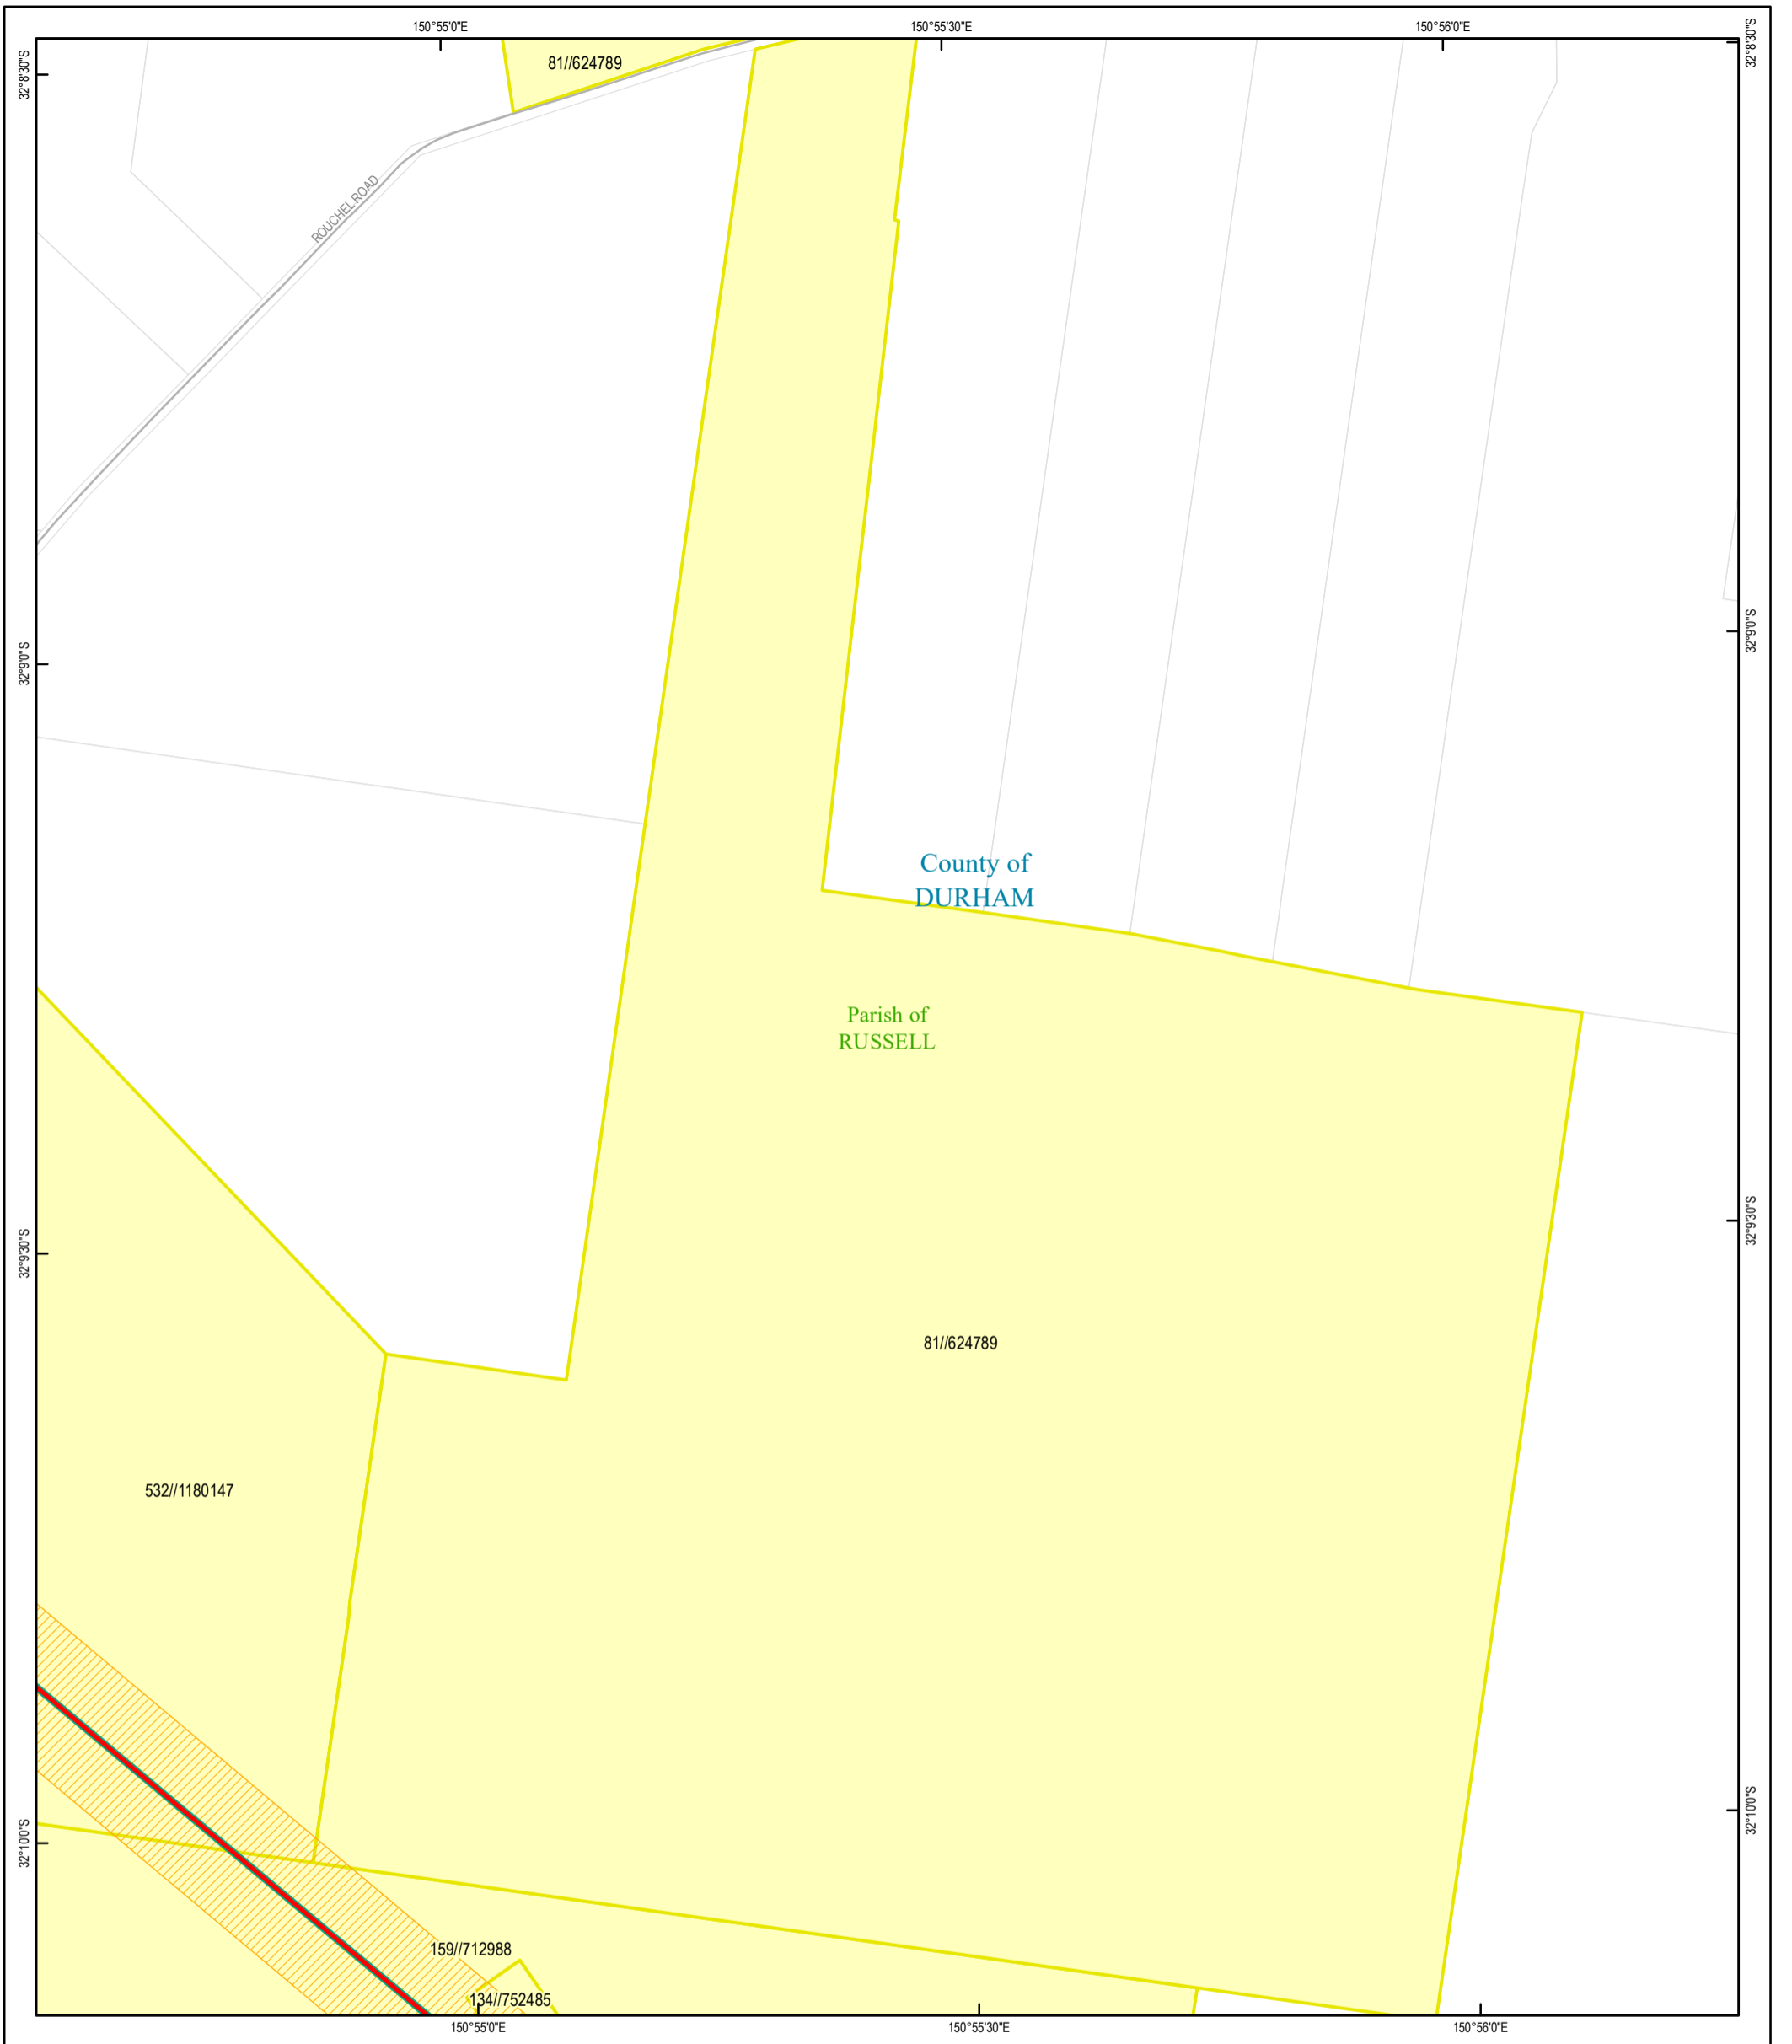 150°55'0"E
150°55'30"E
150°56'0"E
32°8'30"S
32°8'30"S
81//624789
ROUCHEL ROAD
32°9'0"S
32°9'0"S
County of
DURHAM
Parish of
RUSSELL
32°9'30"S
32°9'30"S
81//624789
532//1180147
32°10'0"S
32°10'0"S
159//712988
134//752485
150°55'0"E
150°55'30"E
150°56'0"E